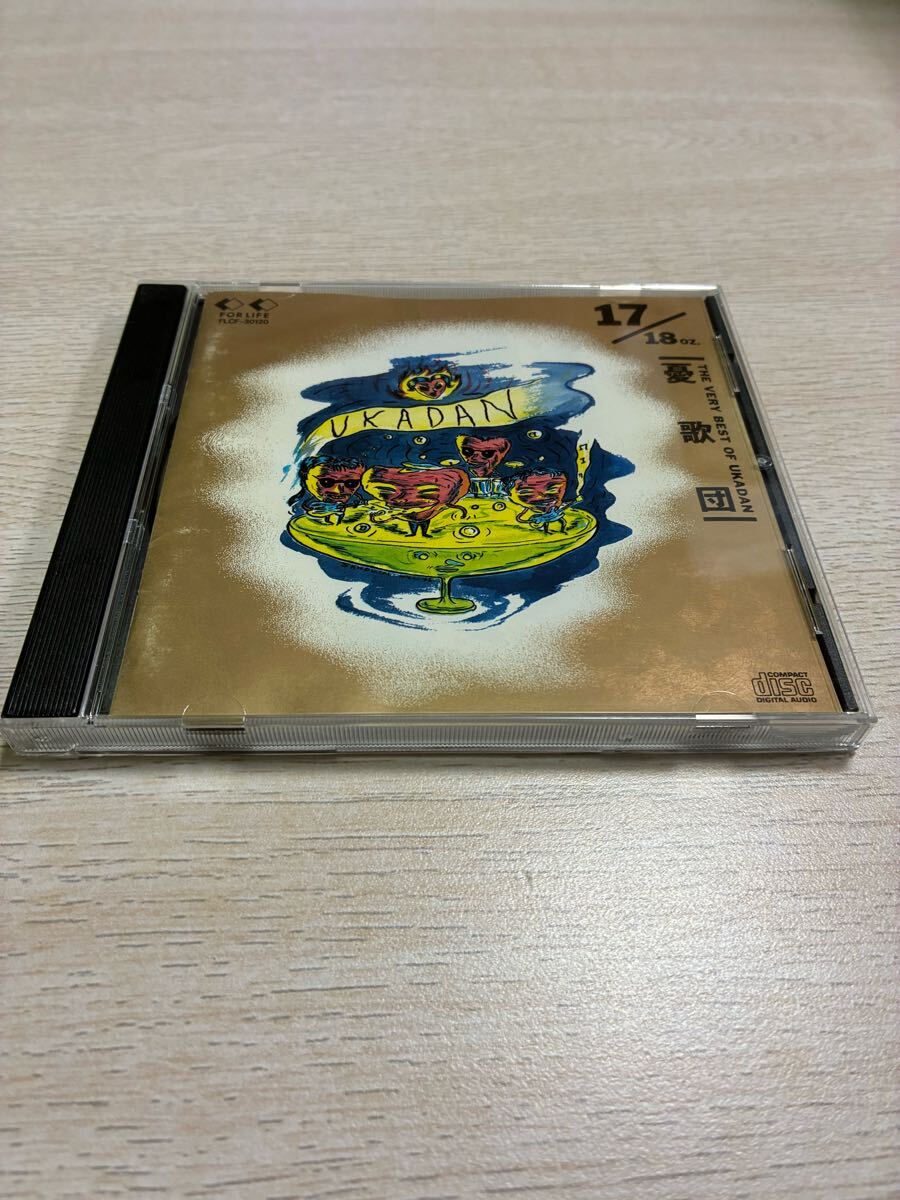 FOR LIFE
FLCF-30120
17/18 oz.
憂歌団
THE VERY BEST OF UKADAN
UKADAN
COMPACT
disc
DIGITAL AUDIO